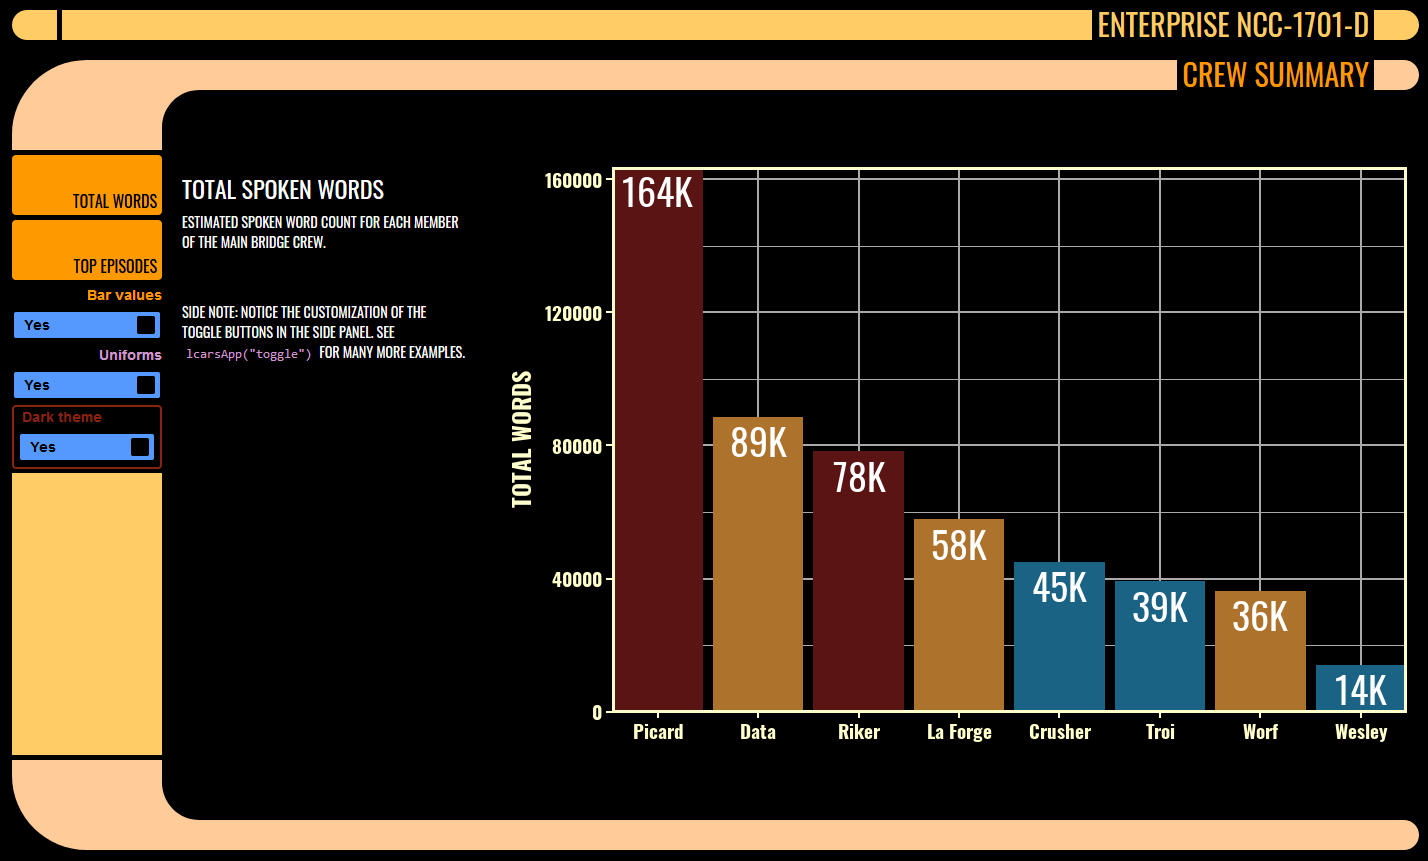 ENTERPRISE NCC-1701-D
CREW SUMMARY
TOTAL WORDS
TOP EPISODES
Bar values
Yes
Uniforms
Yes
Dark theme
Yes
TOTAL SPOKEN WORDS
ESTIMATED SPOKEN WORD COUNT FOR EACH MEMBER
OF THE MAIN BRIDGE CREW.
SIDE NOTE: NOTICE THE CUSTOMIZATION OF THE
TOGGLE BUTTONS IN THE SIDE PANEL. SEE
lcarsApp("toggle") FOR MANY MORE EXAMPLES.
TOTAL WORDS
160000
120000
80000
40000
0
164K
89K
78K
58K
45K
39K
36K
14K
Picard
Data
Riker
La Forge
Crusher
Troi
Worf
Wesley